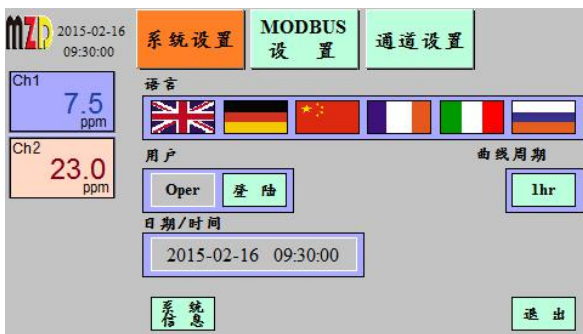 mzD 2015-02-16
09:30:00
系统设置
MODBUS
设 置
通道设置
Ch1
7.5
ppm
Ch2
23.0
ppm
语言
用户
曲线周期
Oper
登 陆
1hr
日期/时间
2015-02-16 09:30:00
系 统
信 息
退 出